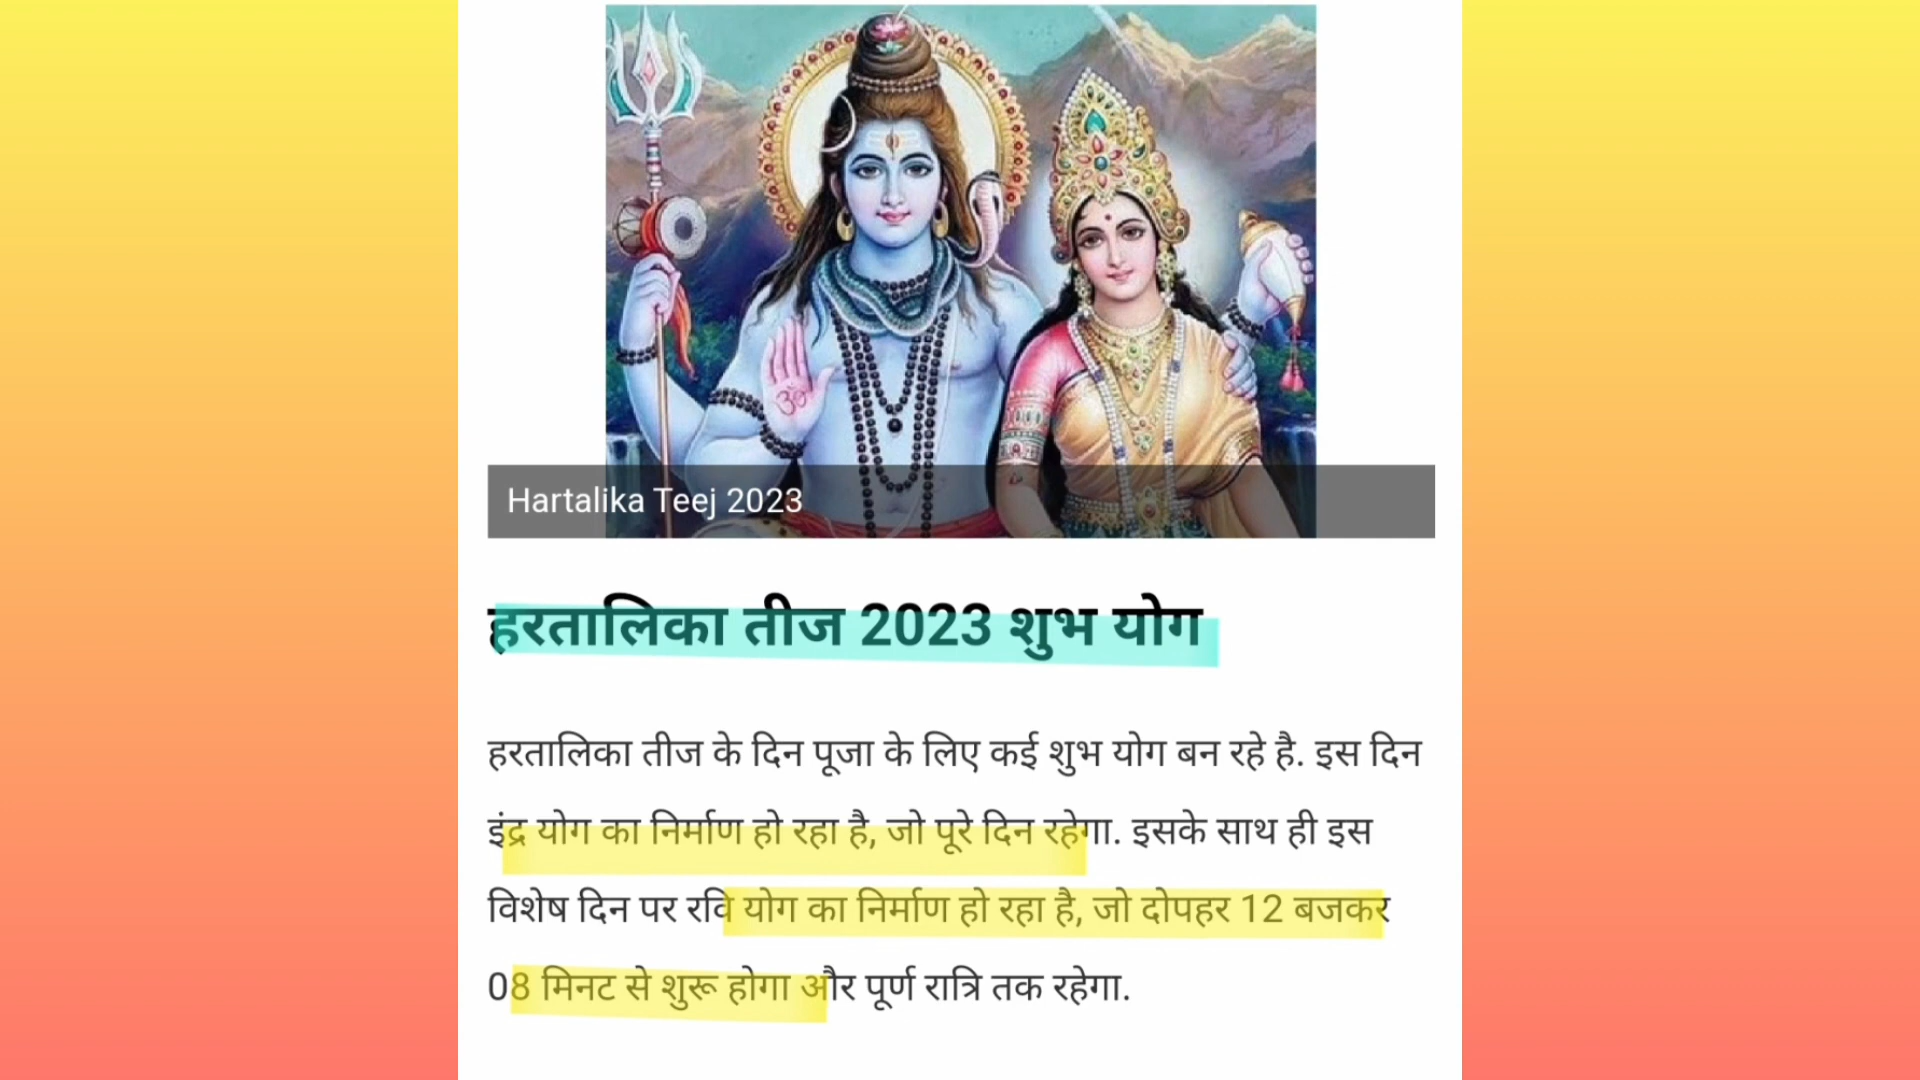 ॐ
Hartalika Teej 2023
हरतालिका तीज 2023 शुभ योग
हरतालिका तीज के दिन पूजा के लिए कई शुभ योग बन रहे है. इस दिन
इंद्र योग का निर्माण हो रहा है, जो पूरे दिन रहेगा. इसके साथ ही इस
विशेष दिन पर रवि योग का निर्माण हो रहा है, जो दोपहर 12 बजकर
08 मिनट से शुरू होगा और पूर्ण रात्रि तक रहेगा.